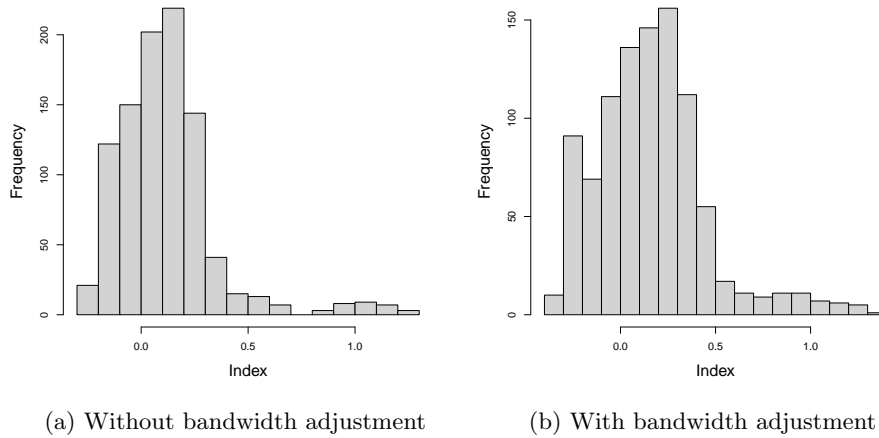 200
150
100
50
0
Frequency
0.0 0.5 1.0
Index
(a) Without bandwidth adjustment
150
100
50
0
Frequency
0.0 0.5 1.0
Index
(b) With bandwidth adjustment